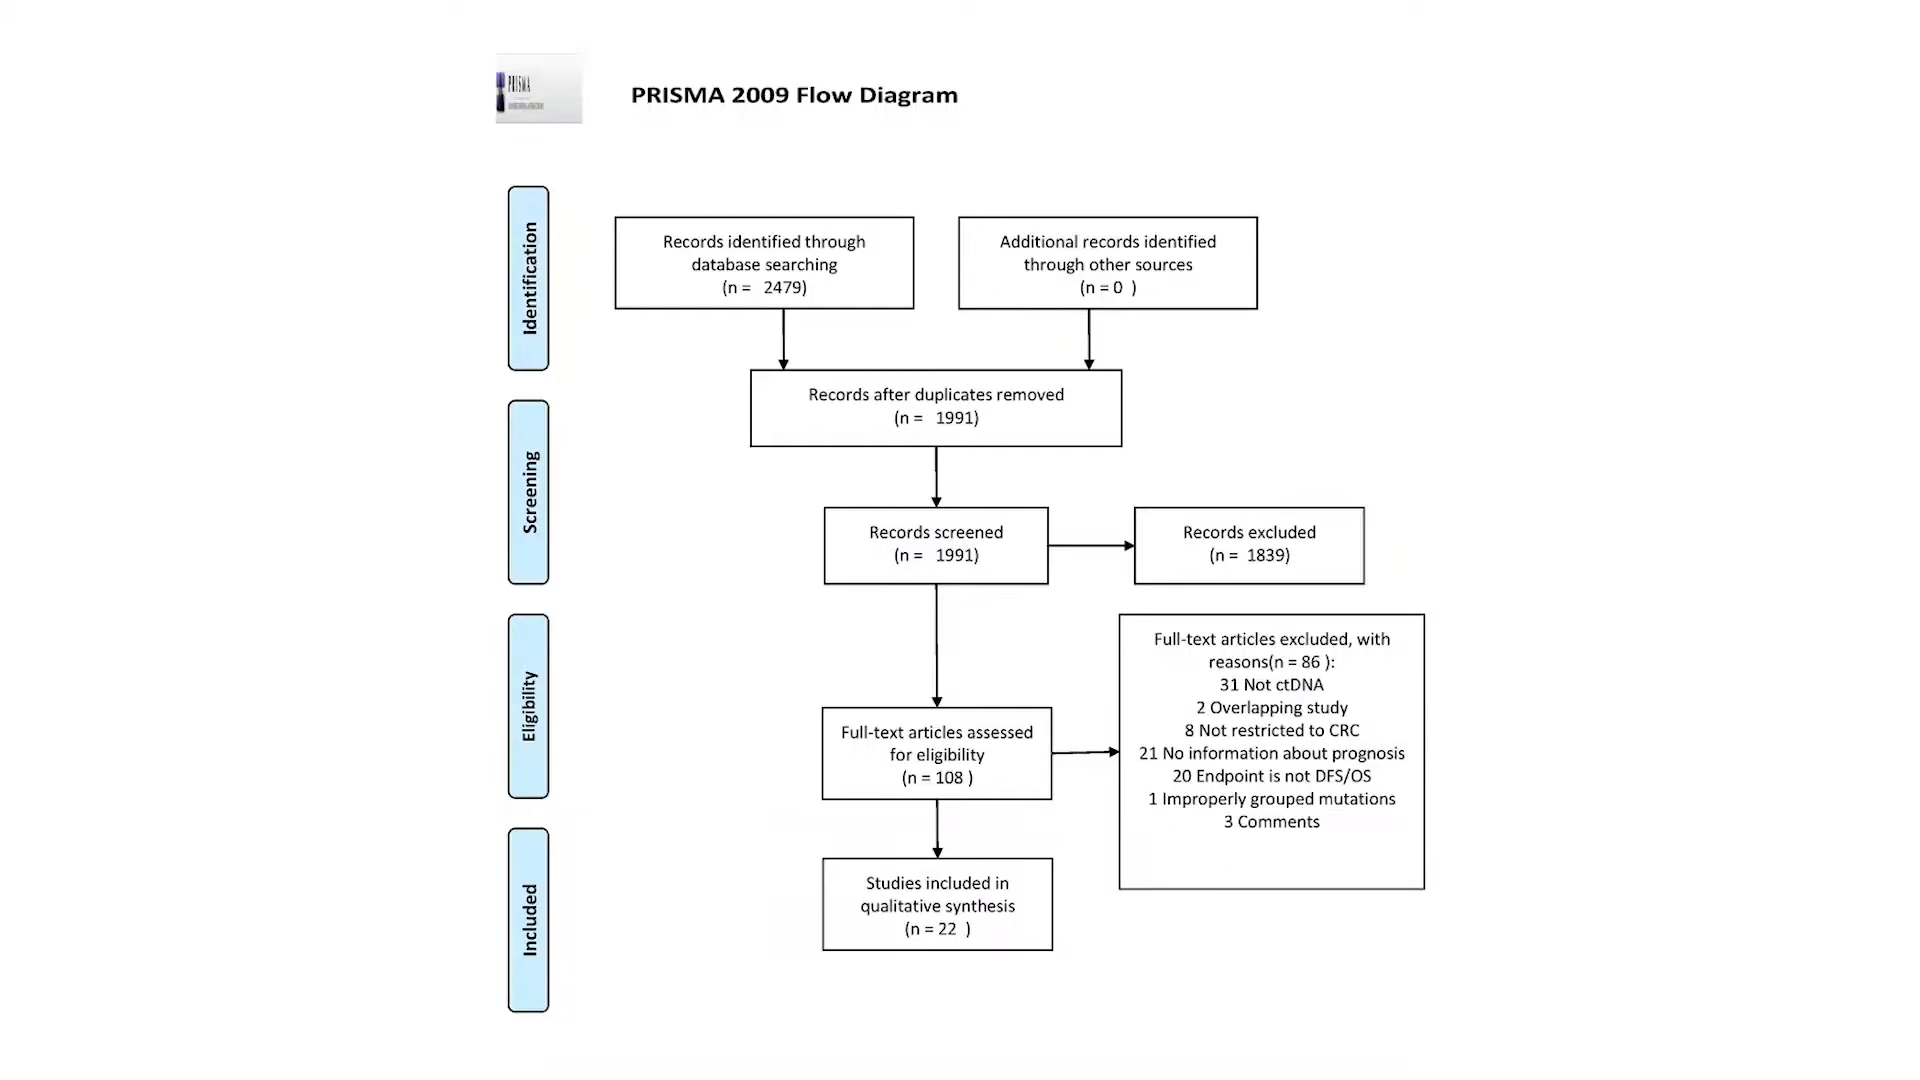 PRISMA
PRISMA 2009 Flow Diagram
Identification
Records identified through
database searching
(n =   2479)
Additional records identified
through other sources
(n = 0  )
Records after duplicates removed
(n =   1991)
Screening
Records screened
(n =   1991)
Records excluded
(n =  1839)
Eligibility
Full-text articles assessed
for eligibility
(n = 108 )
Full-text articles excluded, with
reasons(n = 86 ):
31 Not ctDNA
2 Overlapping study
8 Not restricted to CRC
21 No information about prognosis
20 Endpoint is not DFS/OS
1 Improperly grouped mutations
3 Comments
Included
Studies included in
qualitative synthesis
(n = 22  )